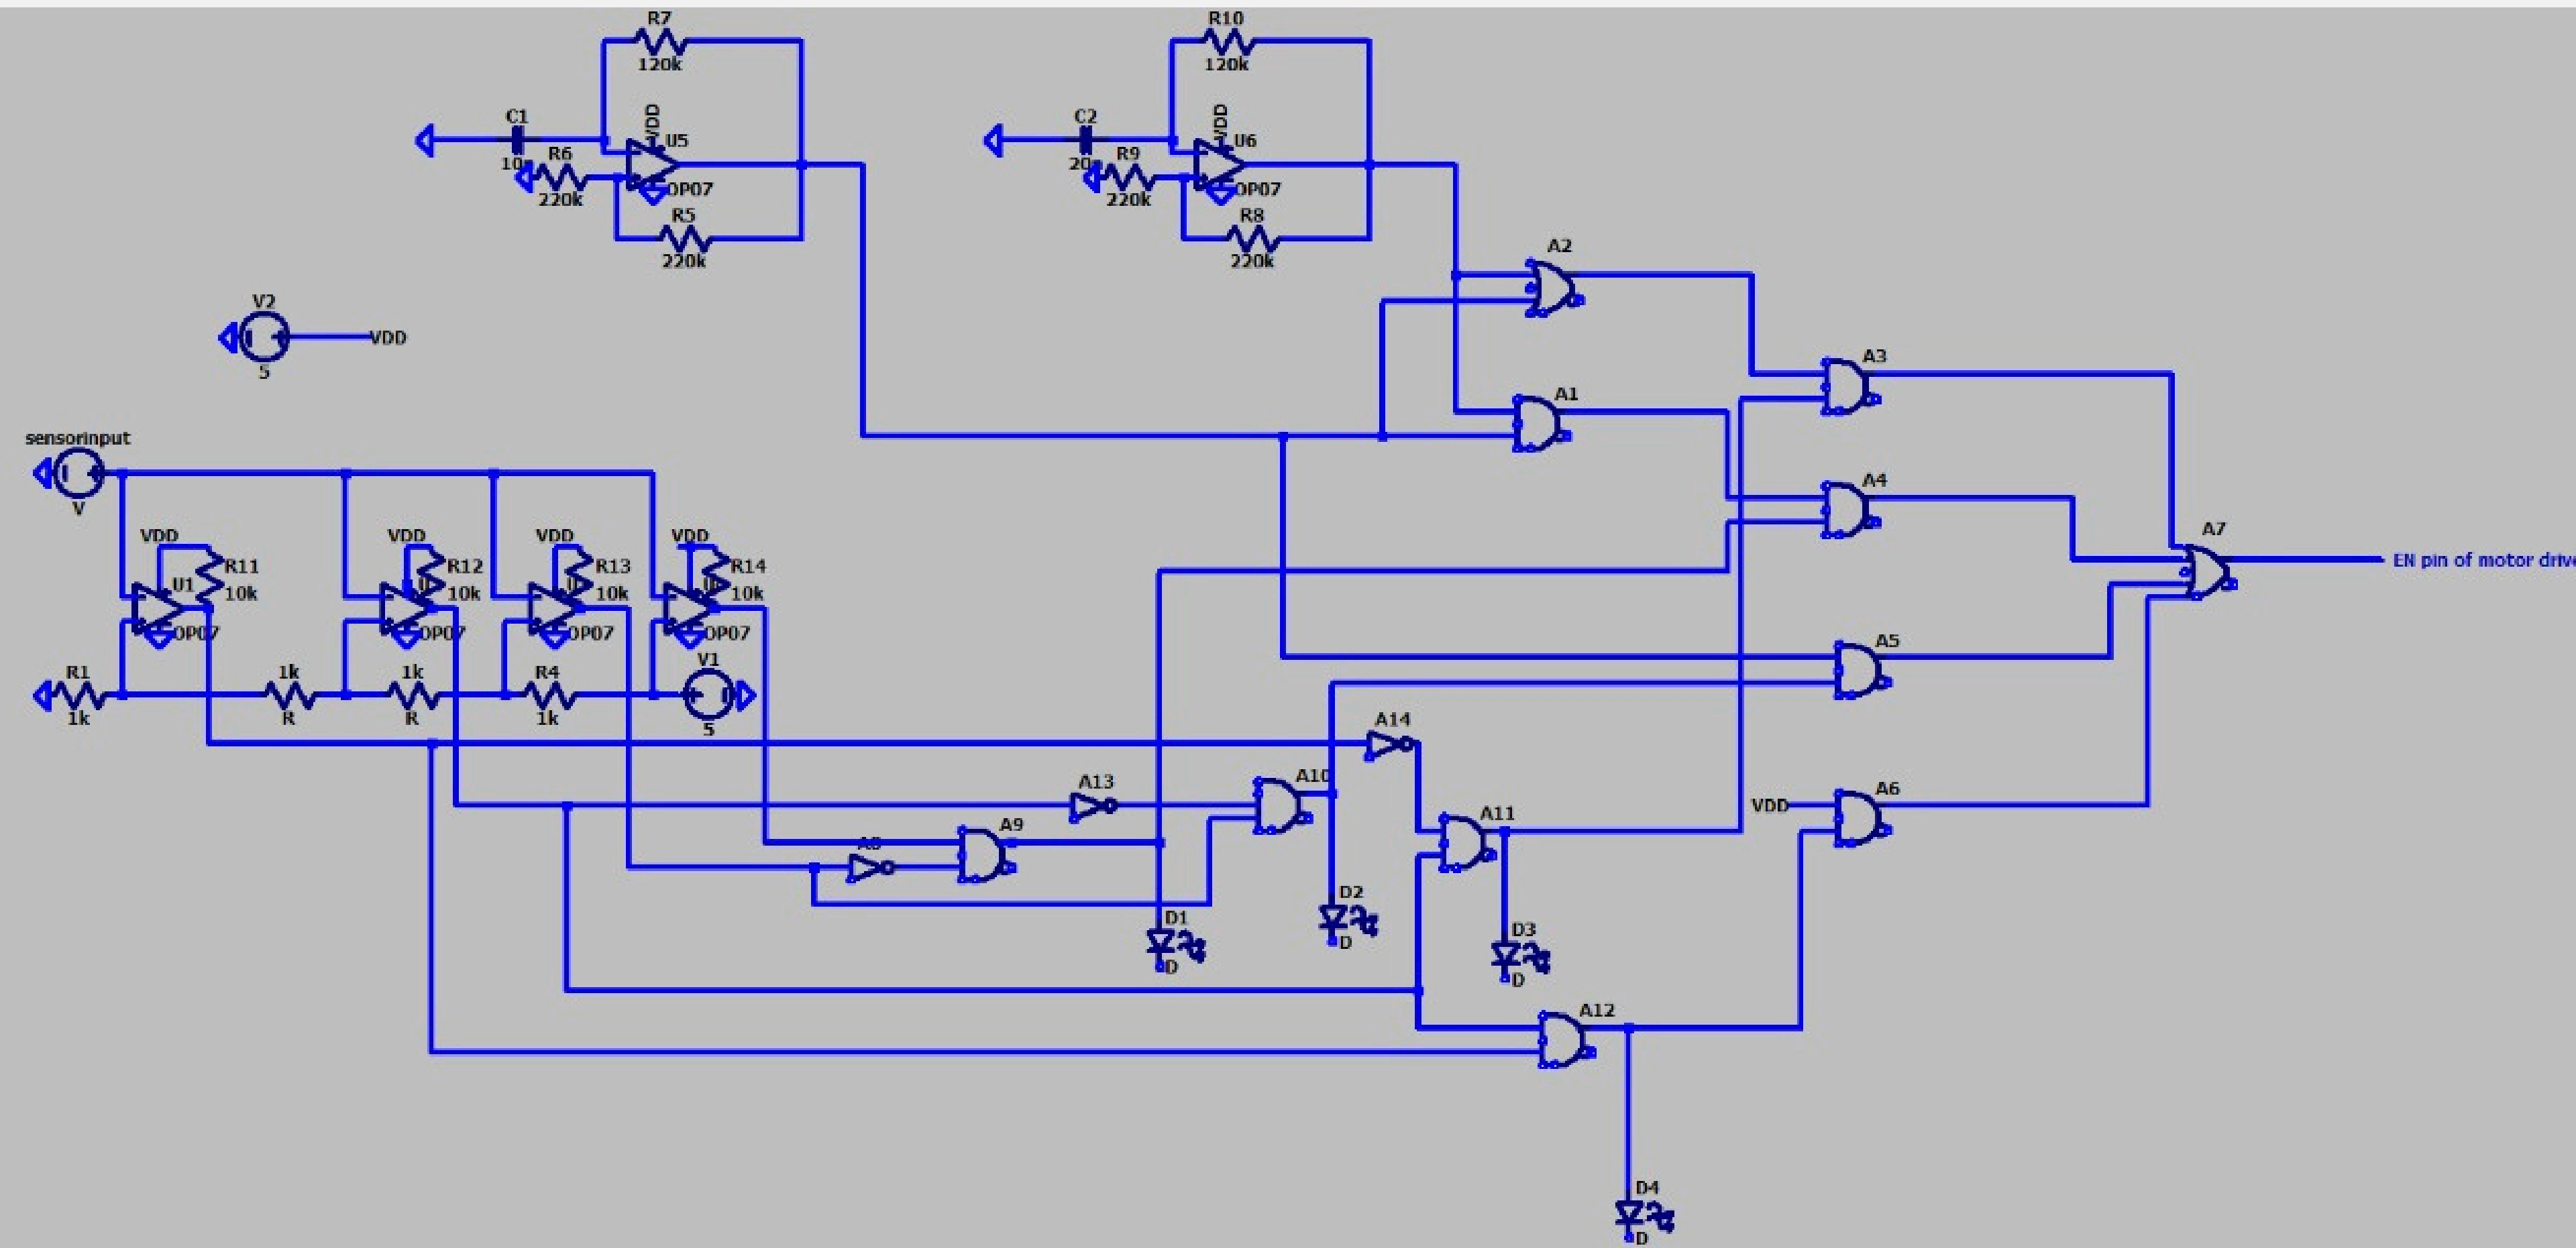 R7
120k
R10
120k
C1
VDD
U5
10
R6
OP07
220k
R5
220k
C2
VDD
U6
20
R9
OP07
220k
R8
220k
A2
V2
VDD
5
A3
A1
sensorinput
V
A4
VDD
R11
U1
10k
OP07
VDD
R12
10k
OP07
VDD
R13
10k
OP07
VDD
R14
10k
OP07
A7
EN pin of motor drive
A5
R1
1k
1k
R
1k
R
R4
1k
V1
5
A14
A13
A10
VDD
A6
A9
A11
D2
D
D1
D
D3
D
A12
D4
D